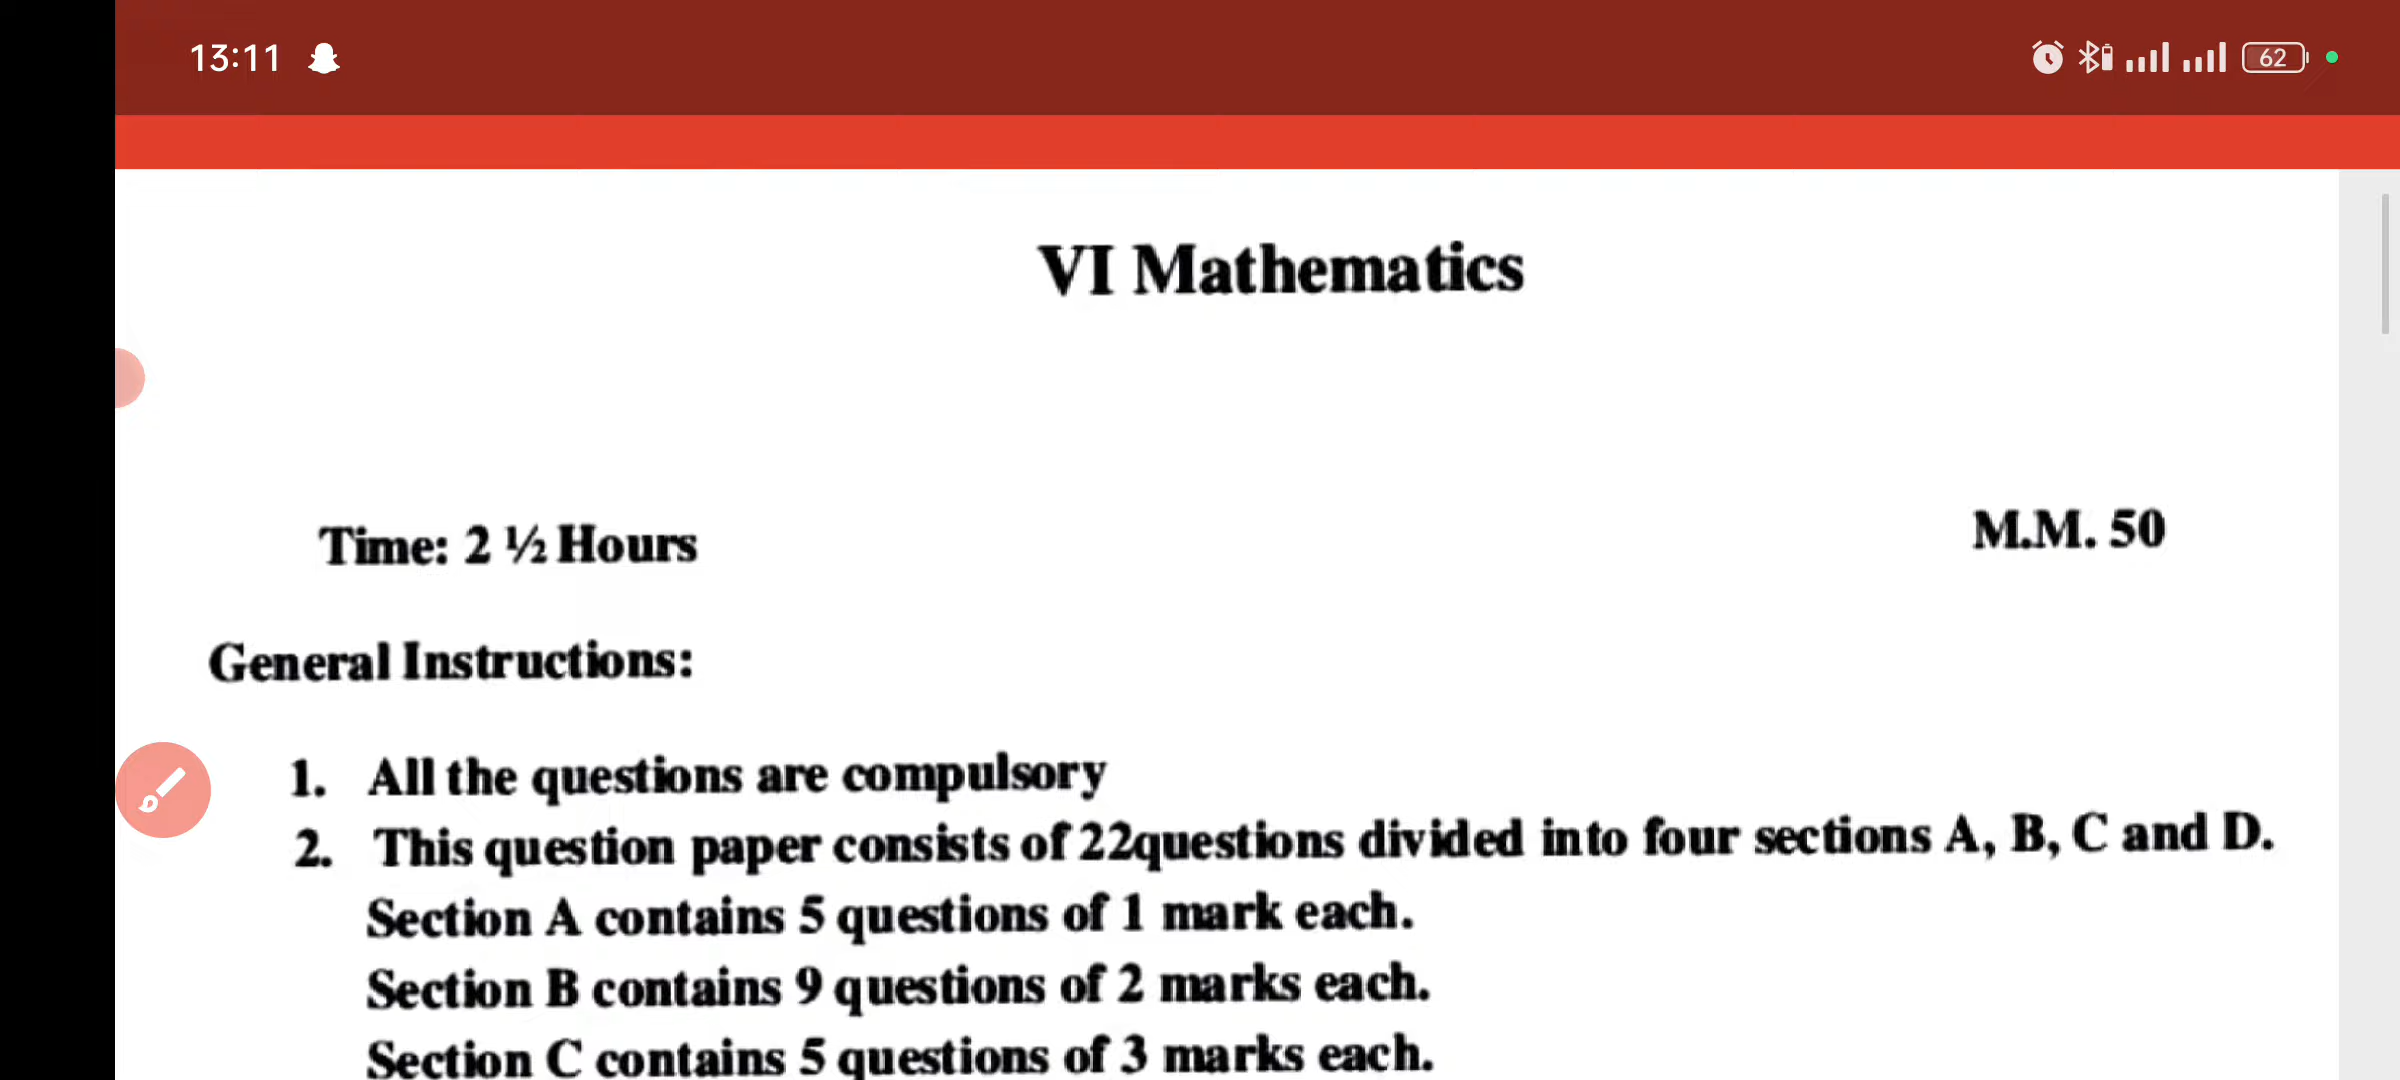 13:11
62
VI Mathematics
Time: 2 ½ Hours
M.M. 50
General Instructions:
1. All the questions are compulsory
2. This question paper consists of 22questions divided into four sections A, B, C and D.
Section A contains 5 questions of 1 mark each.
Section B contains 9 questions of 2 marks each.
Section C contains 5 questions of 3 marks each.